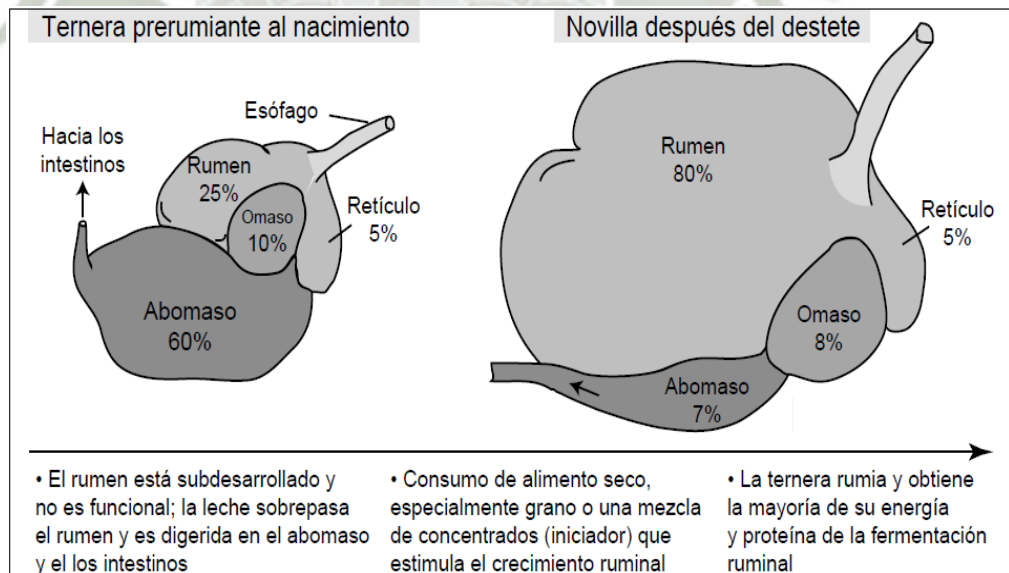 Ternera prerumiante al nacimiento
Novilla después del destete
Esófago
Hacia los
intestinos
Rumen
25%
Omaso
10%
Retículo
5%
Abomaso
60%
Rumen
80%
Retículo
5%
Omaso
8%
Abomaso
7%
• El rumen está subdesarrollado y
no es funcional; la leche sobrepasa
el rumen y es digerida en el abomaso
y el los intestinos
• Consumo de alimento seco,
especialmente grano o una mezcla
de concentrados (iniciador) que
estimula el crecimiento ruminal
• La ternera rumia y obtiene
la mayoría de su energía
y proteína de la fermentación
ruminal